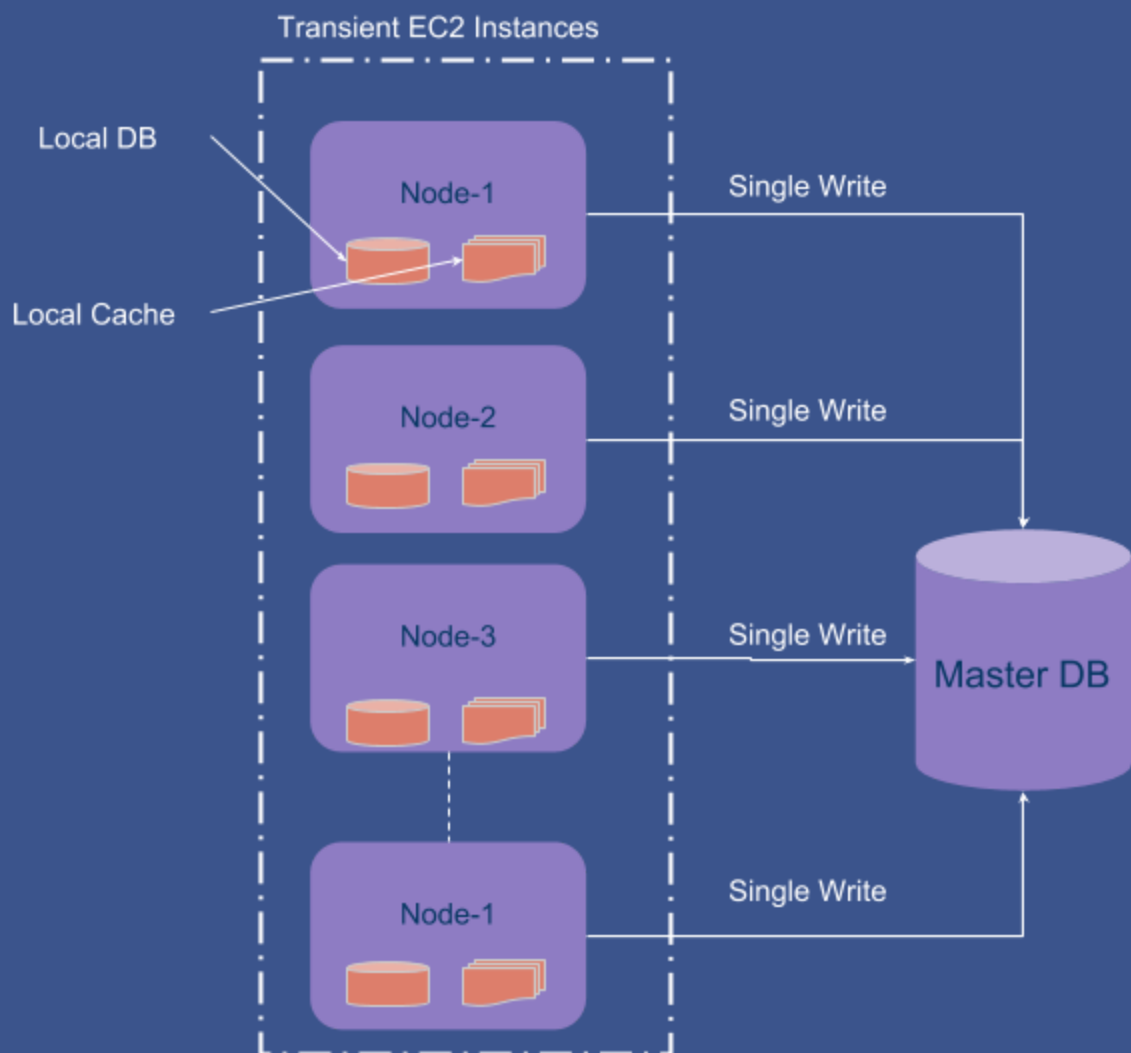 Transient EC2 Instances
Local DB
Node-1
Single Write
Local Cache
Node-2
Single Write
Node-3
Single Write
Master DB
Node-1
Single Write